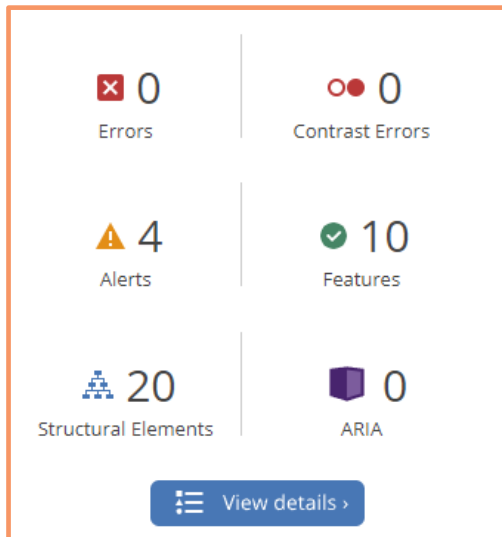 0 0
Errors Contrast Errors
4 10
Alerts Features
20 0
Structural Elements ARIA
View details ›